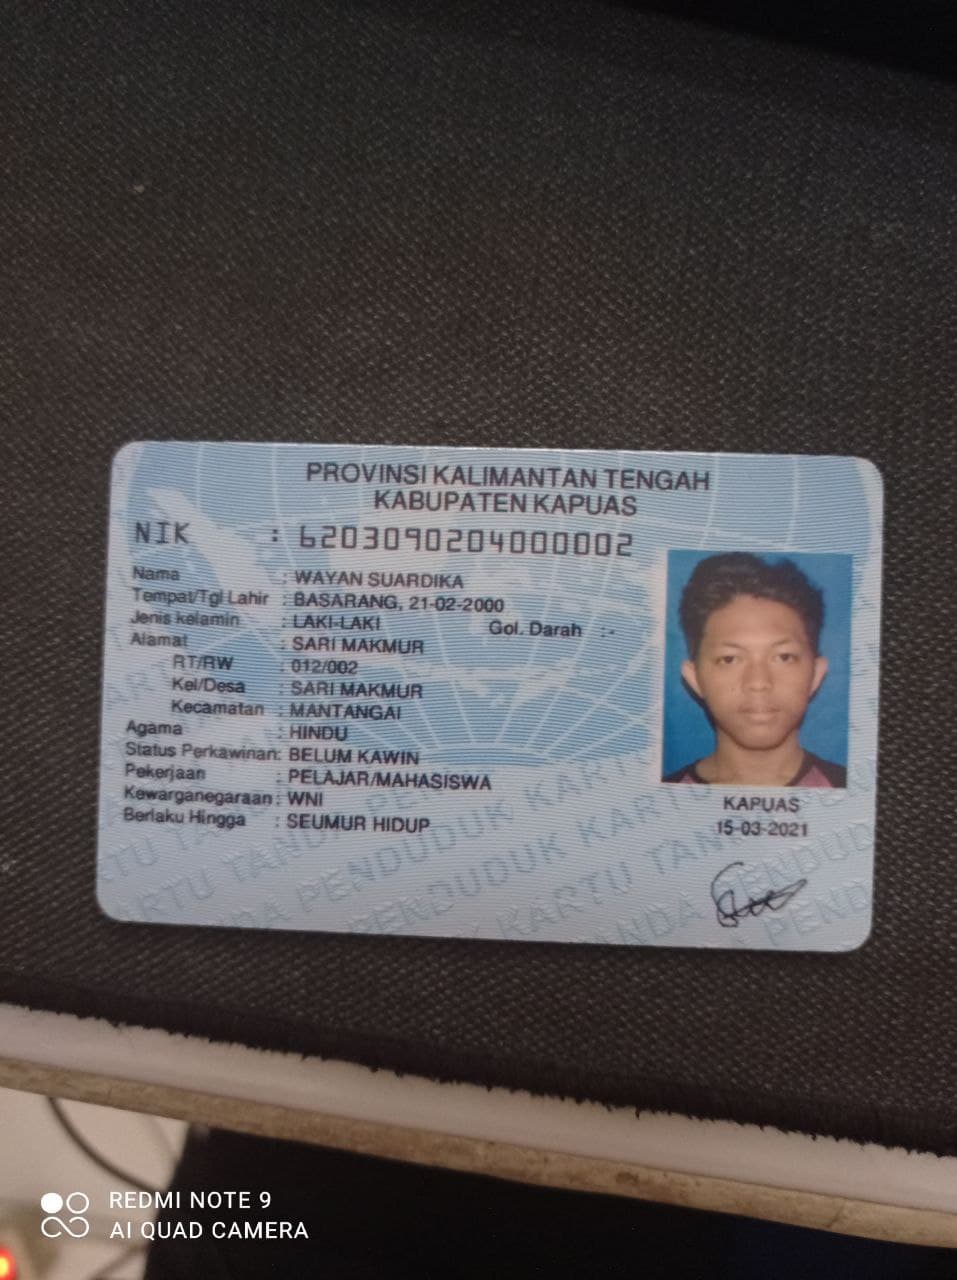 PROVINSI KALIMANTAN TENGAH
KABUPATEN KAPUAS
NIK : 6203090204000002
Nama : WAYAN SUARDIKA
Tempat/Tgl Lahir : BASARANG, 21-02-2000
Jenis kelamin : LAKI-LAKI Gol. Darah : -
Alamat : SARI MAKMUR
RT/RW : 012/002
Kel/Desa : SARI MAKMUR
Kecamatan : MANTANGAI
Agama : HINDU
Status Perkawinan: BELUM KAWIN
Pekerjaan : PELAJAR/MAHASISWA
Kewarganegaraan : WNI
Berlaku Hingga : SEUMUR HIDUP
KAPUAS
15-03-2021
KARTU TANDA PENDUDUK
REDMI NOTE 9
AI QUAD CAMERA